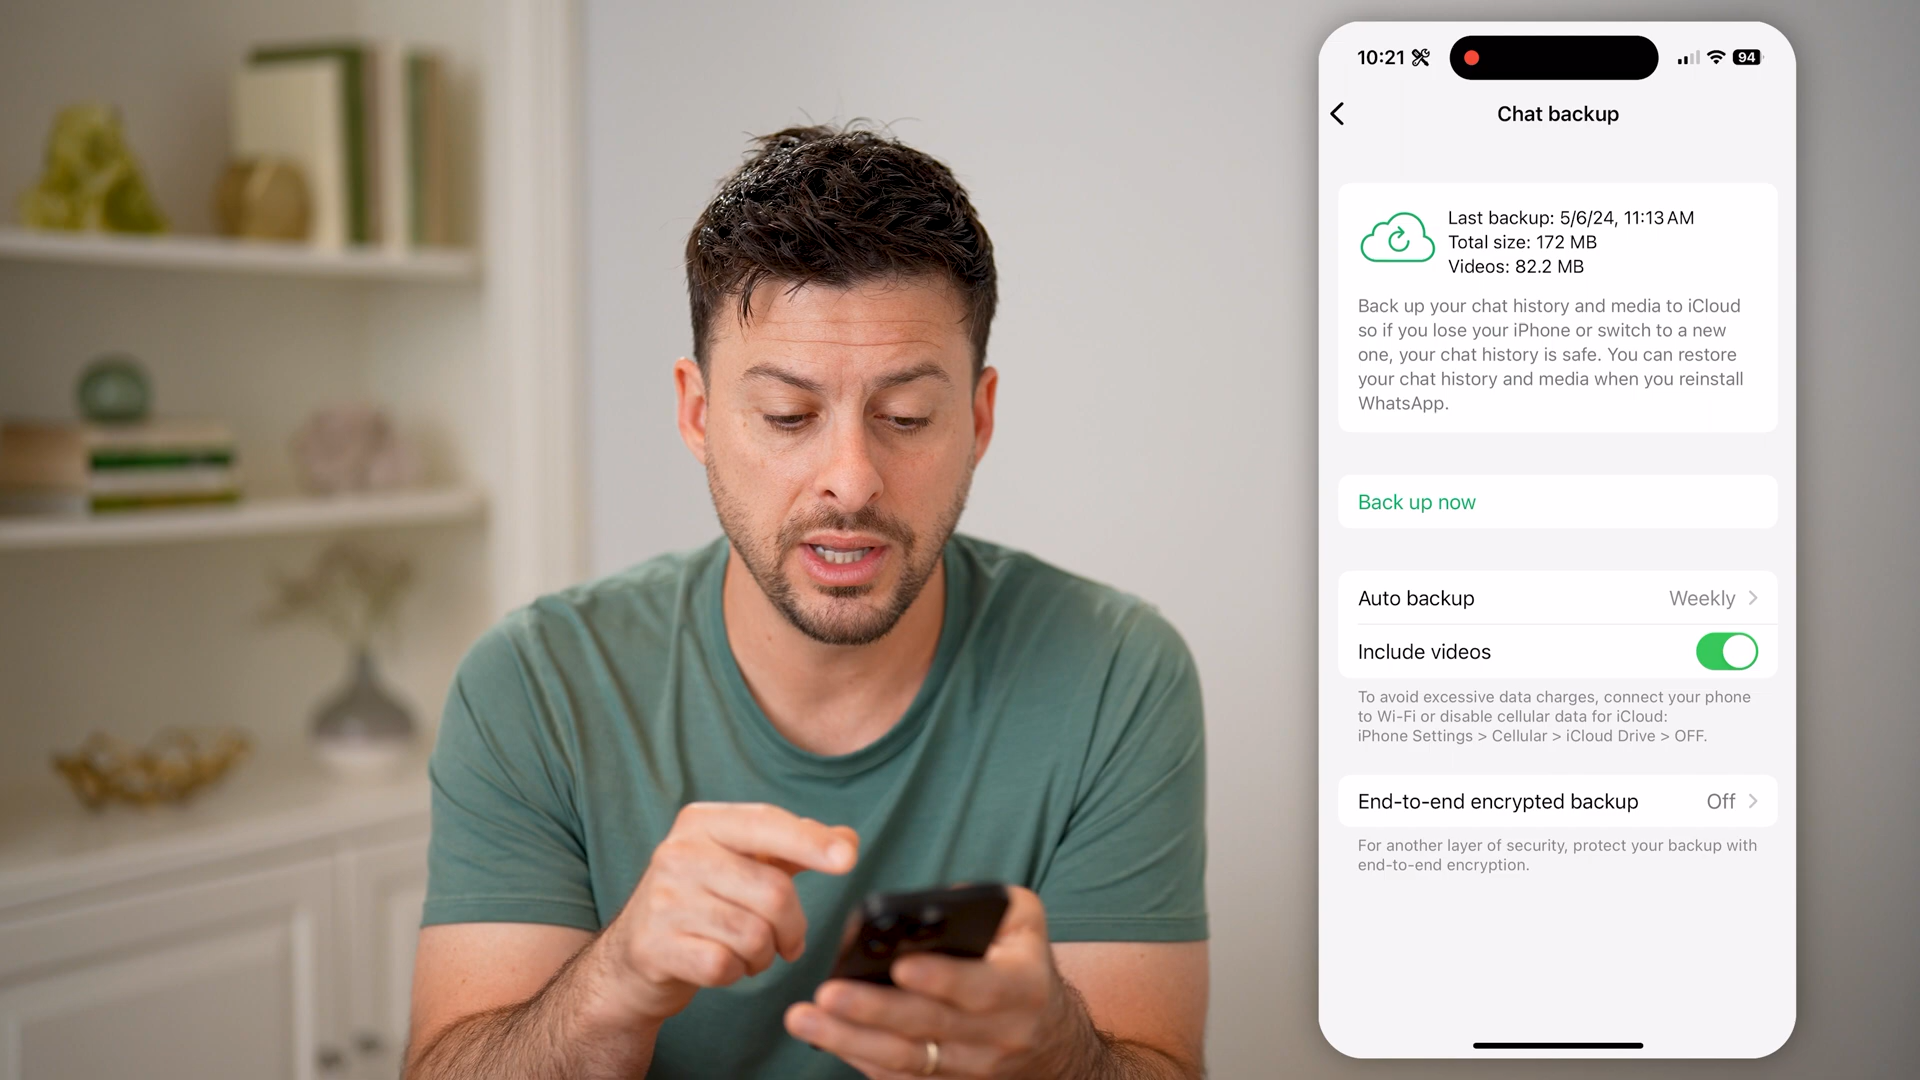 10:21
94
Chat backup
Last backup: 5/6/24, 11:13 AM
Total size: 172 MB
Videos: 82.2 MB
Back up your chat history and media to iCloud
so if you lose your iPhone or switch to a new
one, your chat history is safe. You can restore
your chat history and media when you reinstall
WhatsApp.
Back up now
Auto backup Weekly
Include videos
To avoid excessive data charges, connect your phone
to Wi-Fi or disable cellular data for iCloud:
iPhone Settings > Cellular > iCloud Drive > OFF.
End-to-end encrypted backup Off
For another layer of security, protect your backup with
end-to-end encryption.